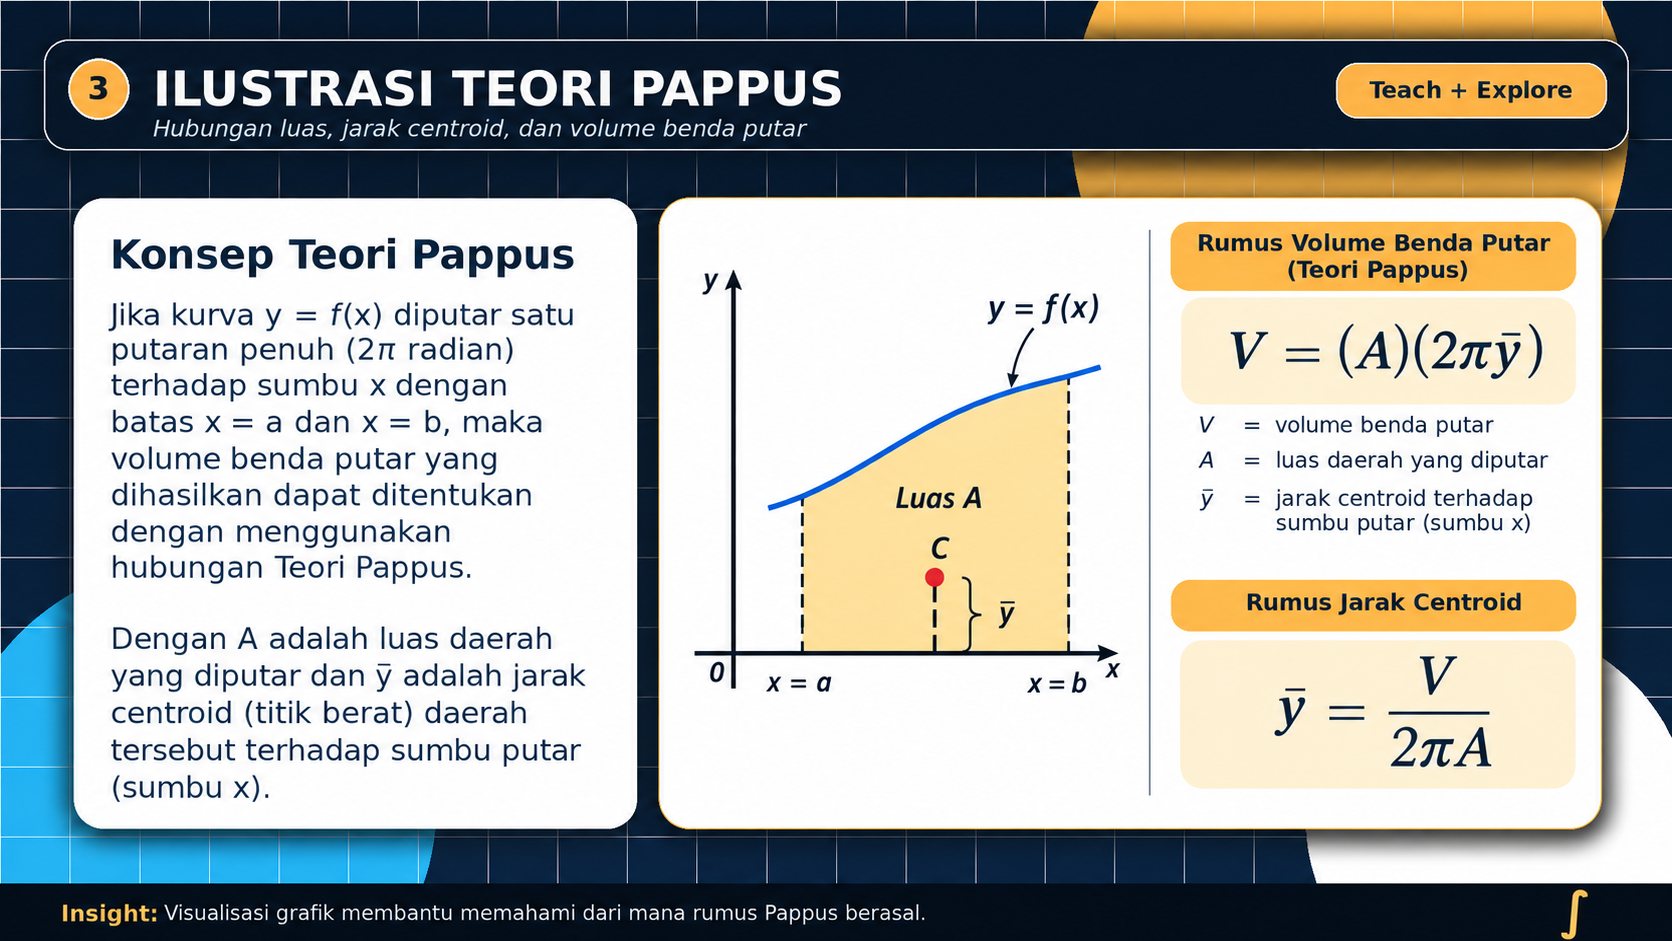 3
ILUSTRASI TEORI PAPPUS
Hubungan luas, jarak centroid, dan volume benda putar
Teach + Explore
Konsep Teori Pappus
Jika kurva y = f(x) diputar satu
putaran penuh (2π radian)
terhadap sumbu x dengan
batas x = a dan x = b, maka
volume benda putar yang
dihasilkan dapat ditentukan
dengan menggunakan
hubungan Teori Pappus.
Dengan A adalah luas daerah
yang diputar dan ȳ adalah jarak
centroid (titik berat) daerah
tersebut terhadap sumbu putar
(sumbu x).
y
y = f(x)
Luas A
C
ȳ
0
x = a
x = b
x
Rumus Volume Benda Putar
(Teori Pappus)
V = (A)(2πȳ)
V = volume benda putar
A = luas daerah yang diputar
ȳ = jarak centroid terhadap
sumbu putar (sumbu x)
Rumus Jarak Centroid
ȳ = V
2πA
Insight: Visualisasi grafik membantu memahami dari mana rumus Pappus berasal.
∫